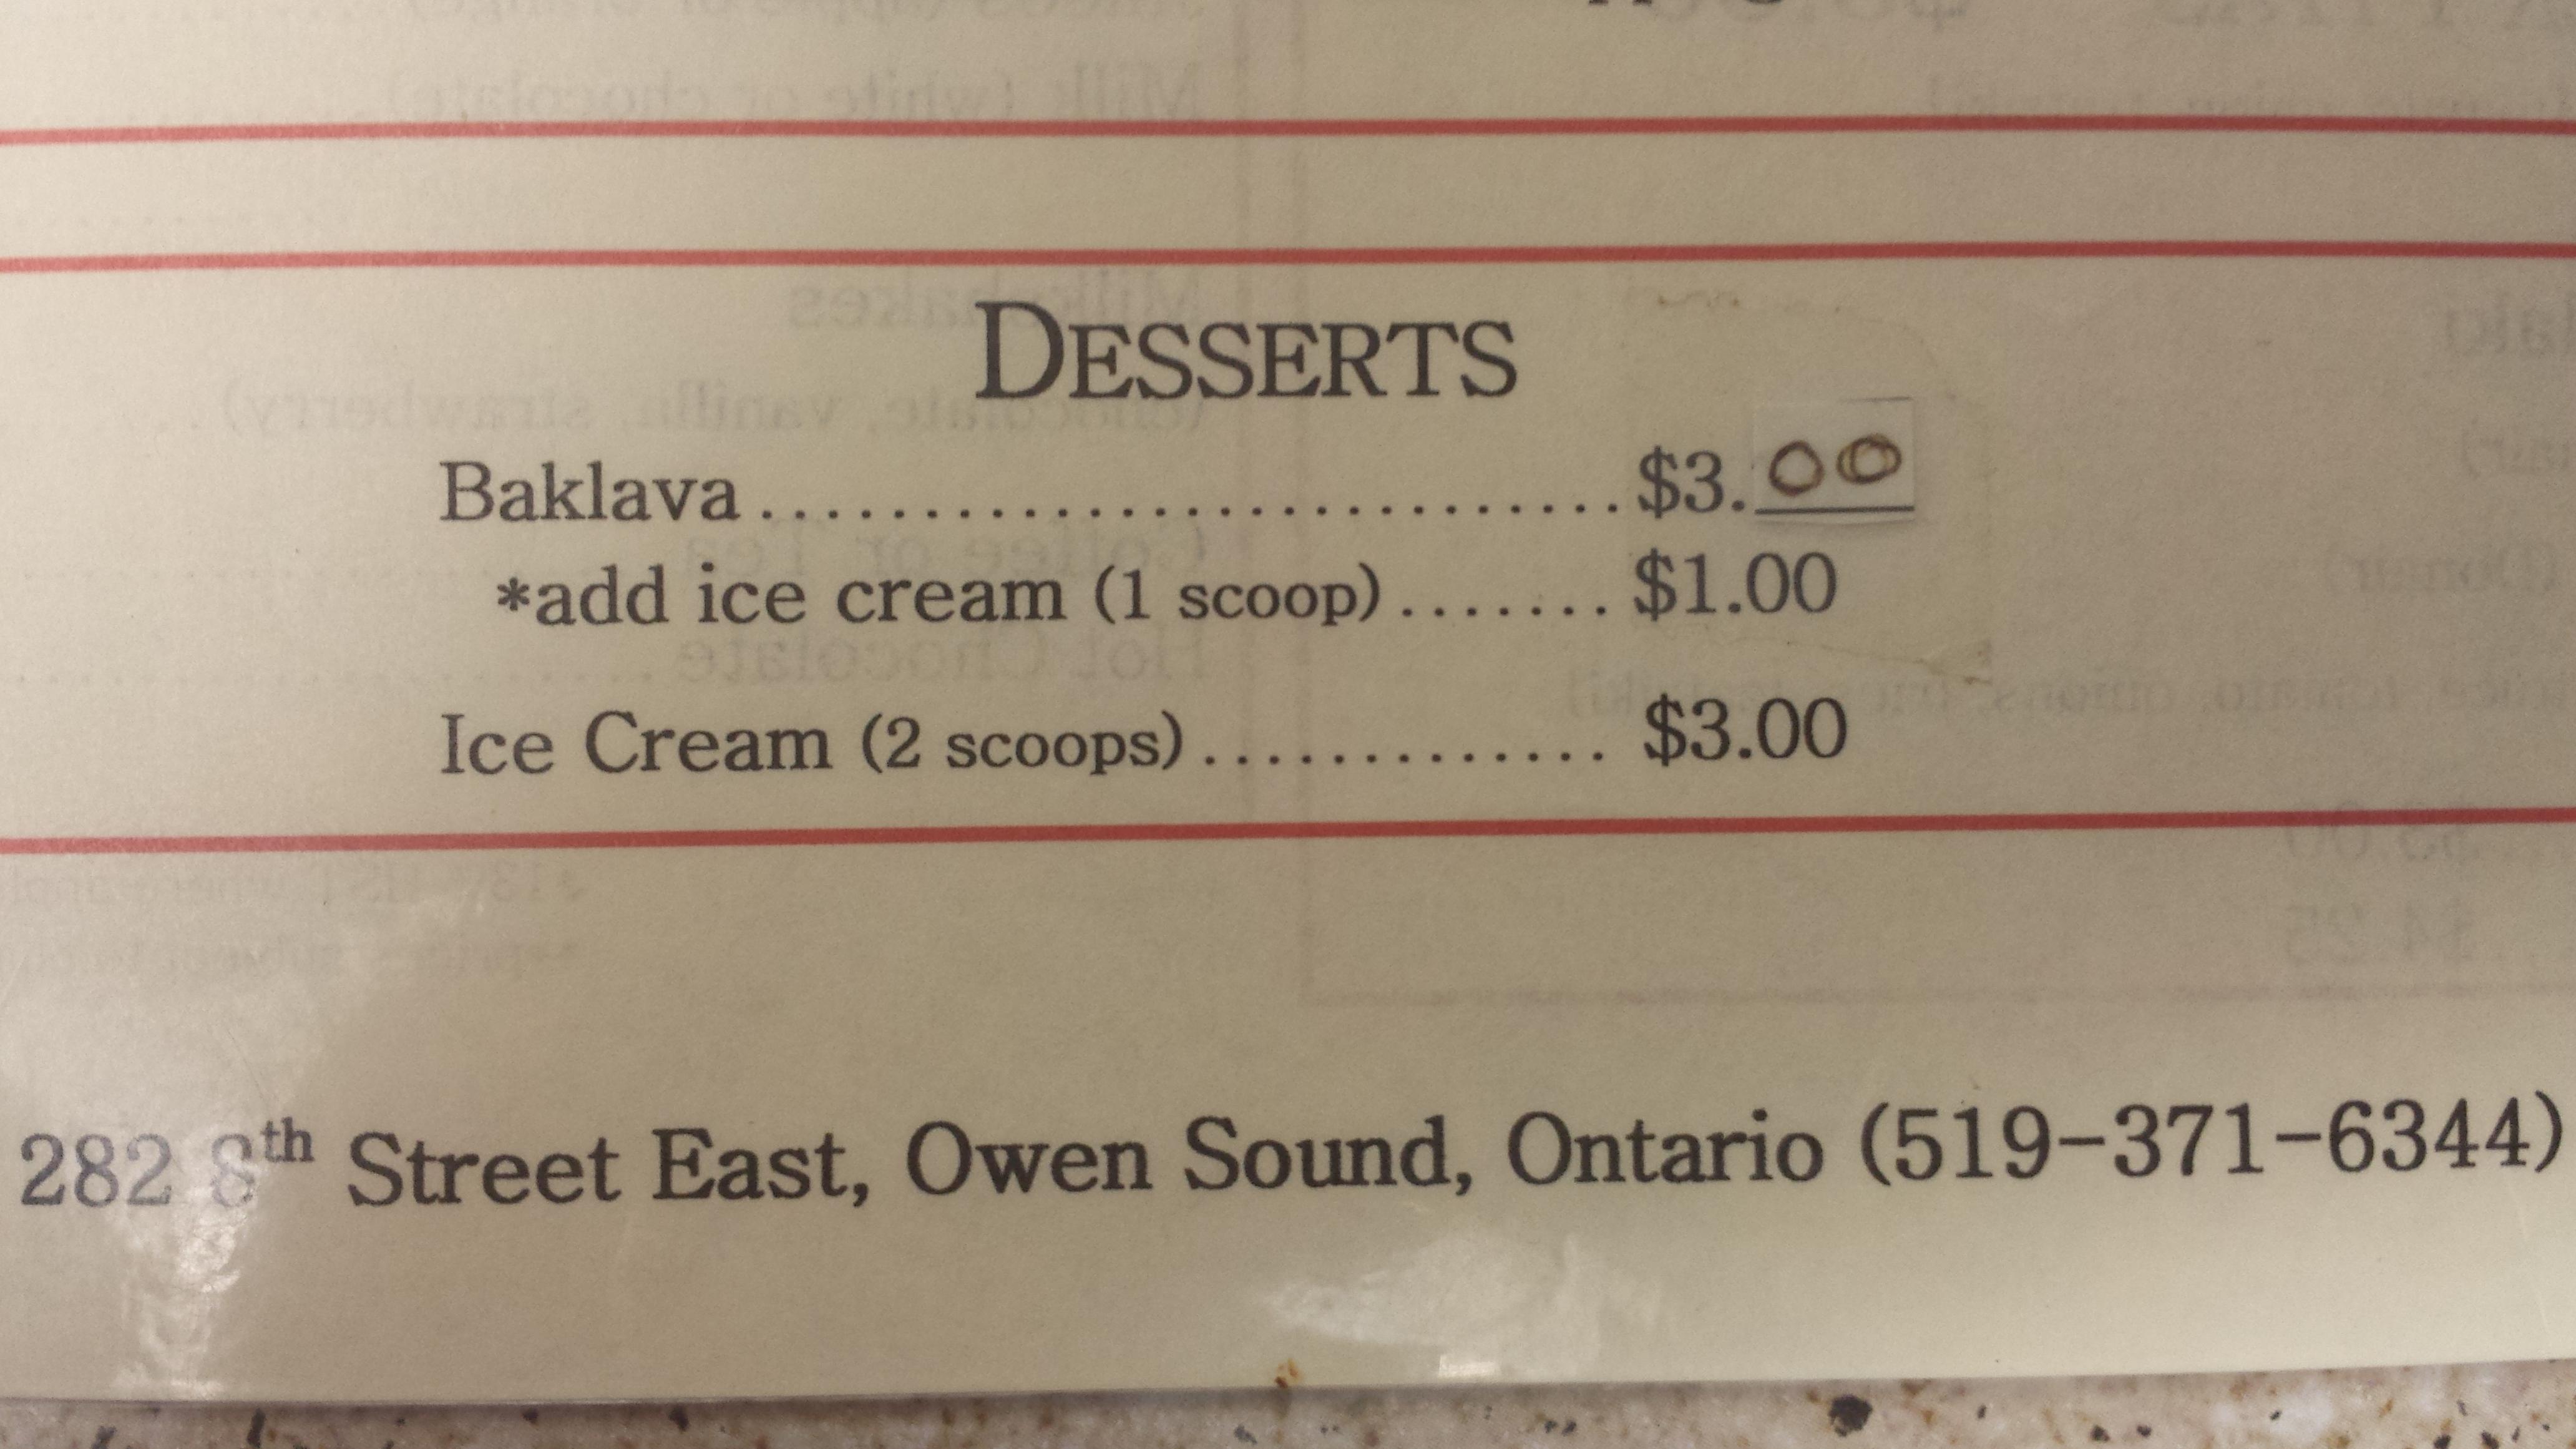 DESSERTS
Baklava..............................$3.00
*add ice cream (1 scoop)....... $1.00
Ice Cream (2 scoops).............. $3.00
282 8th Street East, Owen Sound, Ontario (519-371-6344)